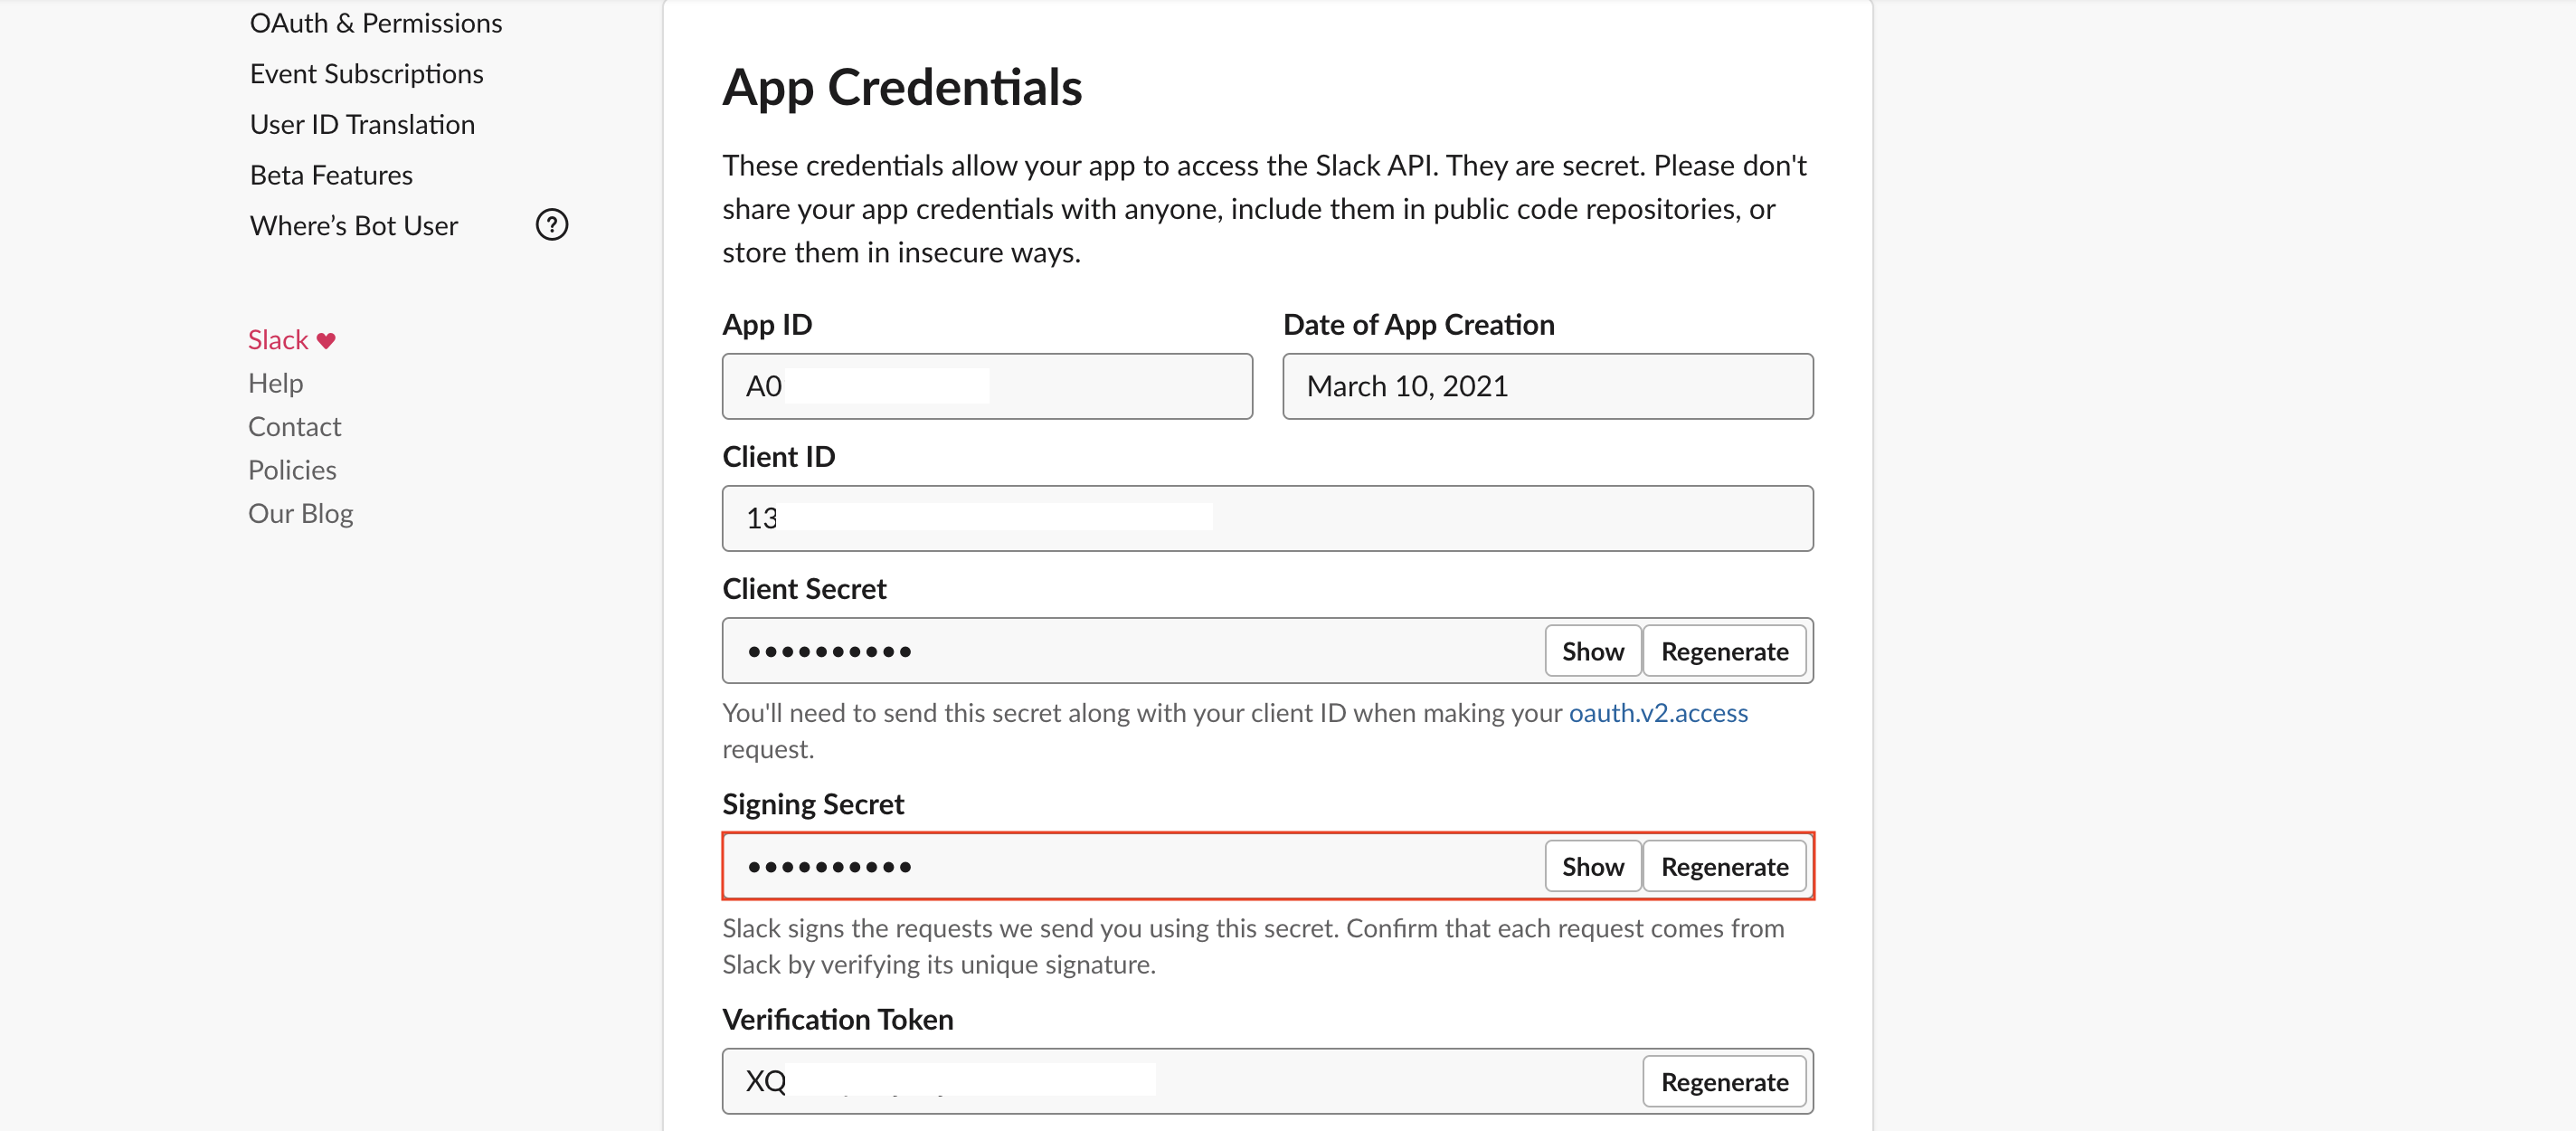 OAuth & Permissions
Event Subscriptions
User ID Translation
Beta Features
Where’s Bot User
Slack
Help
Contact
Policies
Our Blog
App Credentials
These credentials allow your app to access the Slack API. They are secret. Please don't
share your app credentials with anyone, include them in public code repositories, or
store them in insecure ways.
App ID
A0
Date of App Creation
March 10, 2021
Client ID
13
Client Secret
••••••••••
Show
Regenerate
You'll need to send this secret along with your client ID when making your oauth.v2.access
request.
Signing Secret
••••••••••
Show
Regenerate
Slack signs the requests we send you using this secret. Confirm that each request comes from
Slack by verifying its unique signature.
Verification Token
XQ
Regenerate